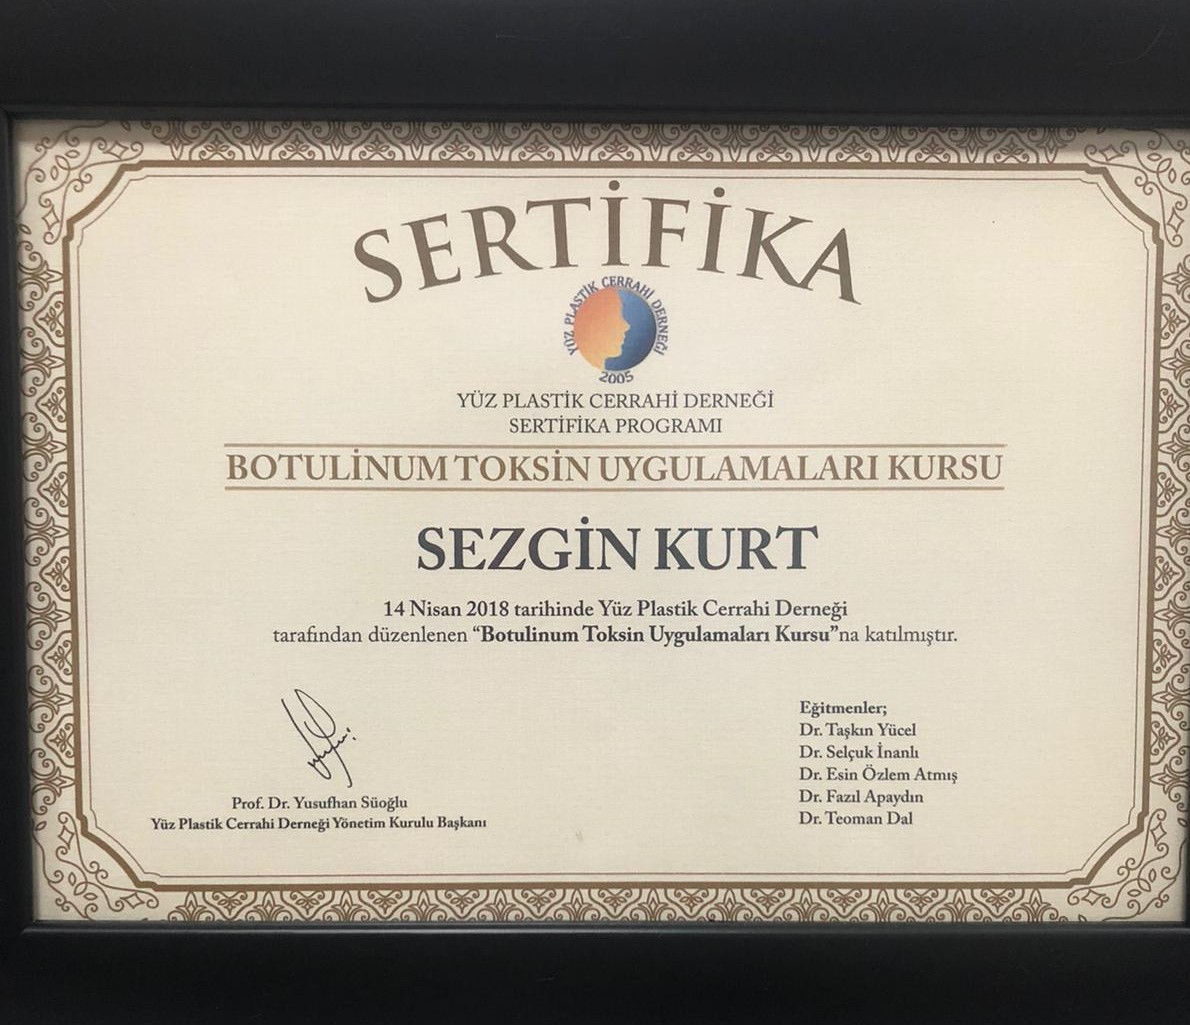 SERTİFİKA
YÜZ PLASTİK CERRAHİ DERNEĞİ
2005
YÜZ PLASTİK CERRAHİ DERNEĞİ
SERTİFİKA PROGRAMI
BOTULİNUM TOKSİN UYGULAMALARI KURSU
SEZGİN KURT
14 Nisan 2018 tarihinde Yüz Plastik Cerrahi Derneği
tarafından düzenlenen “Botulinum Toksin Uygulamaları Kursu”na katılmıştır.
Prof. Dr. Yusufhan Süoğlu
Yüz Plastik Cerrahi Derneği Yönetim Kurulu Başkanı
Eğitmenler;
Dr. Taşkın Yücel
Dr. Selçuk İnanlı
Dr. Esin Özlem Atmış
Dr. Fazıl Apaydın
Dr. Teoman Dal